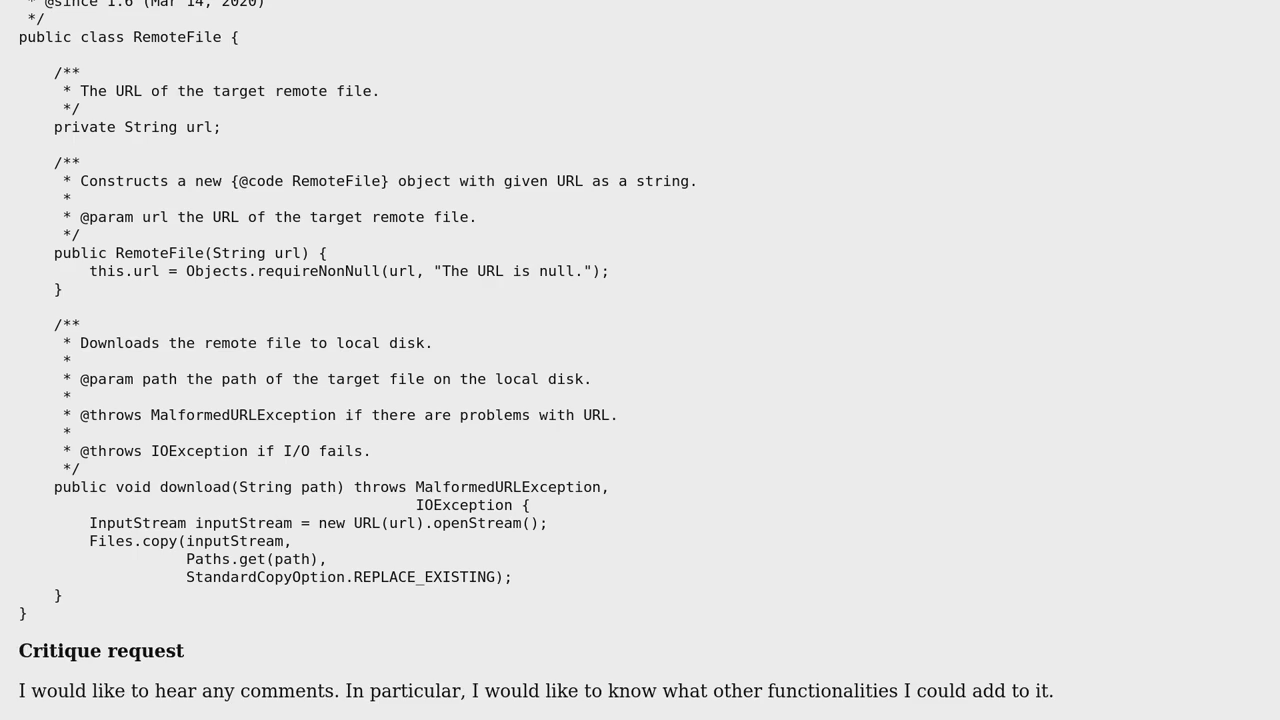 * @since 1.6 (Mar 14, 2020)
*/
public class RemoteFile {
/**
* The URL of the target remote file.
*/
private String url;
/**
* Constructs a new {@code RemoteFile} object with given URL as a string.
*
* @param url the URL of the target remote file.
*/
public RemoteFile(String url) {
this.url = Objects.requireNonNull(url, "The URL is null.");
}
/**
* Downloads the remote file to local disk.
*
* @param path the path of the target file on the local disk.
*
* @throws MalformedURLException if there are problems with URL.
*
* @throws IOException if I/O fails.
*/
public void download(String path) throws MalformedURLException,
IOException {
InputStream inputStream = new URL(url).openStream();
Files.copy(inputStream,
Paths.get(path),
StandardCopyOption.REPLACE_EXISTING);
}
}
Critique request
I would like to hear any comments. In particular, I would like to know what other functionalities I could add to it.